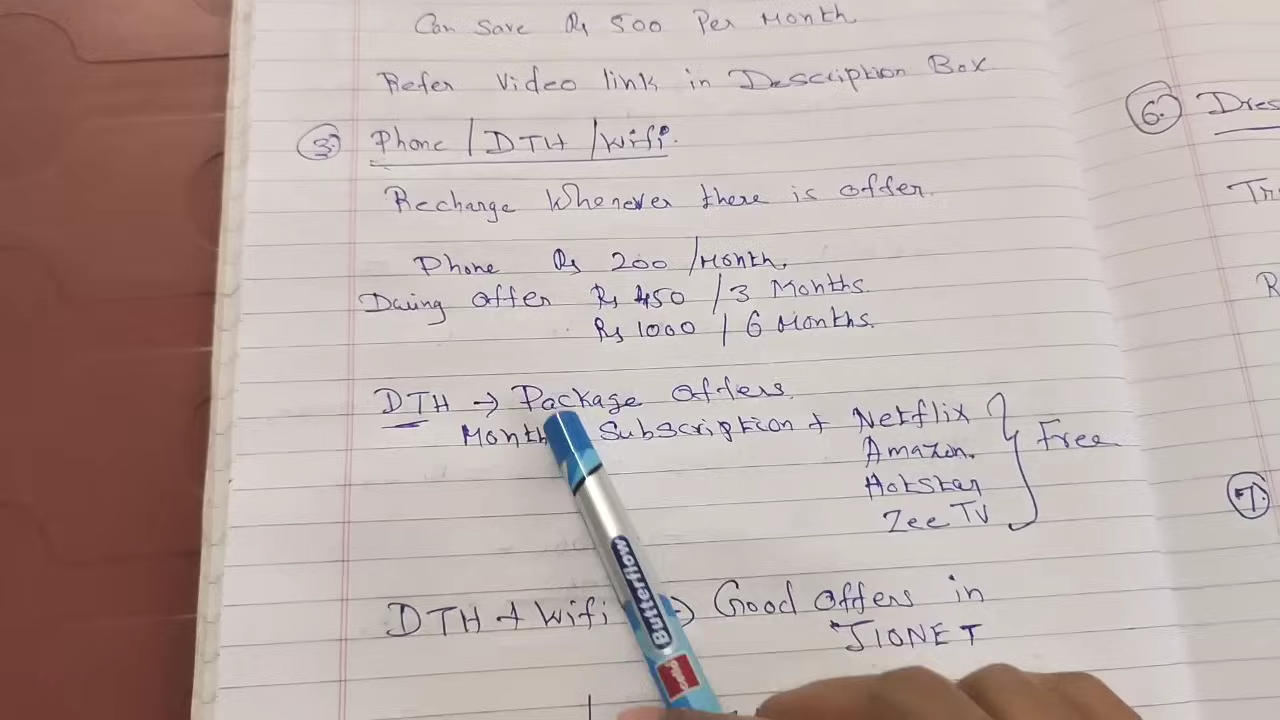 Can Save Rs 500 Per Month
Refer Video link in Description Box
3. Phone / DTH / Wifi.
Recharge Whenever there is offer.
Phone Rs 200 / Month.
During offer Rs 450 / 3 Months.
Rs 1000 / 6 Months.
DTH → Package Offers.
Month Subscription + Netflix } Free
Amazon.
Hotstar
Zee TV
DTH + Wifi → Good Offers in
JIONET
Butterflow
cello
6. Dres
Tr
R
7.